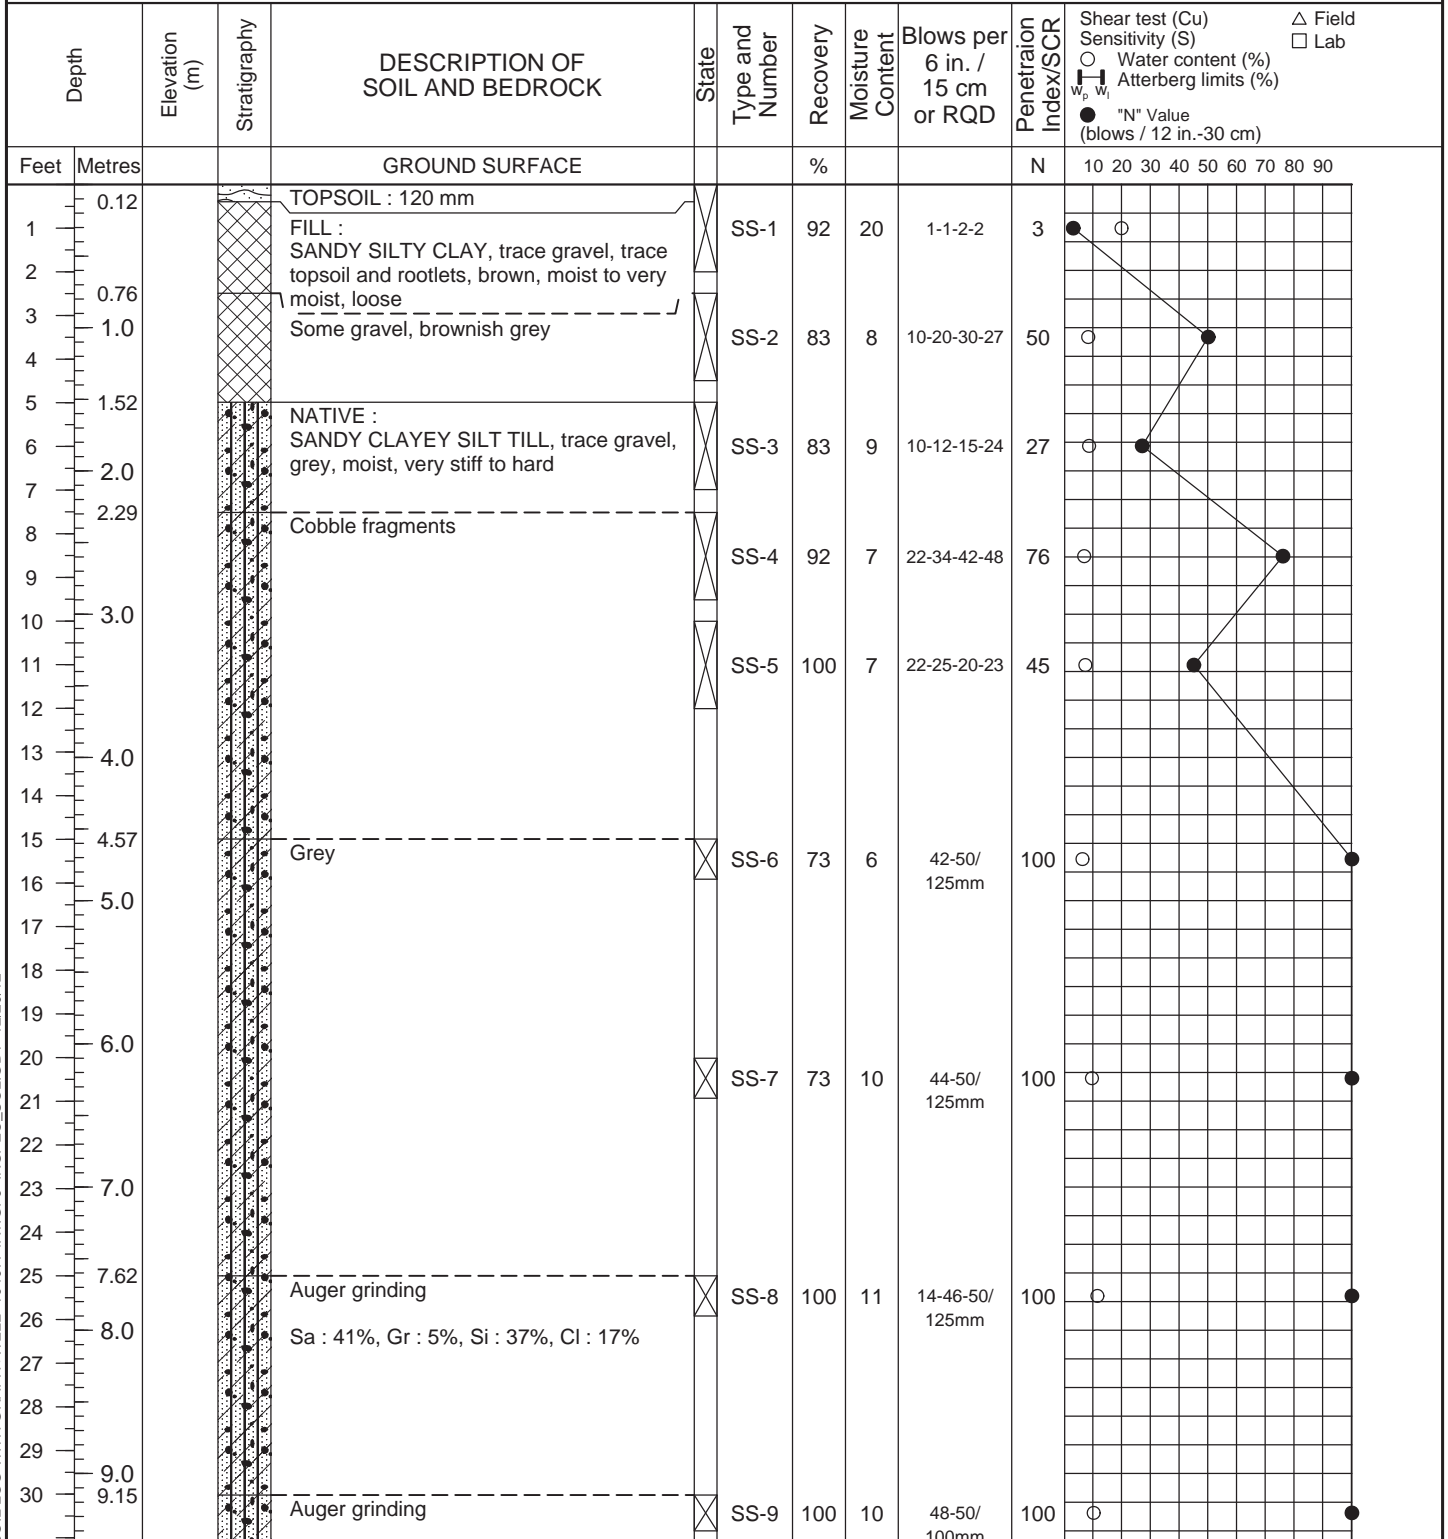 Depth
Elevation (m)
Stratigraphy
DESCRIPTION OF
SOIL AND BEDROCK
State
Type and
Number
Recovery
Moisture
Content
Blows per
6 in. /
15 cm
or RQD
Penetraion
Index/SCR
Shear test (Cu) △ Field
Sensitivity (S) □ Lab
○ Water content (%)
Wp Wl Atterberg limits (%)
● "N" Value
(blows / 12 in.-30 cm)
Feet Metres GROUND SURFACE % N 10 20 30 40 50 60 70 80 90
0.12 TOPSOIL : 120 mm
1 FILL : SS-1 92 20 1-1-2-2 3
SANDY SILTY CLAY, trace gravel, trace
2 topsoil and rootlets, brown, moist to very
0.76 moist, loose
3 1.0 Some gravel, brownish grey SS-2 83 8 10-20-30-27 50
4
5 1.52 NATIVE :
6 SANDY CLAYEY SILT TILL, trace gravel, SS-3 83 9 10-12-15-24 27
2.0 grey, moist, very stiff to hard
7
2.29 Cobble fragments
8
SS-4 92 7 22-34-42-48 76
9
10 3.0
11 SS-5 100 7 22-25-20-23 45
12
13 4.0
14
15 4.57 Grey SS-6 73 6 42-50/ 100
16 125mm
5.0
17
18
19
6.0
20 SS-7 73 10 44-50/ 100
21 125mm
22
23 7.0
24
25 7.62 Auger grinding SS-8 100 11 14-46-50/ 100
26 125mm
8.0 Sa : 41%, Gr : 5%, Si : 37%, Cl : 17%
27
28
29
9.0
30 9.15 Auger grinding SS-9 100 10 48-50/ 100
100mm